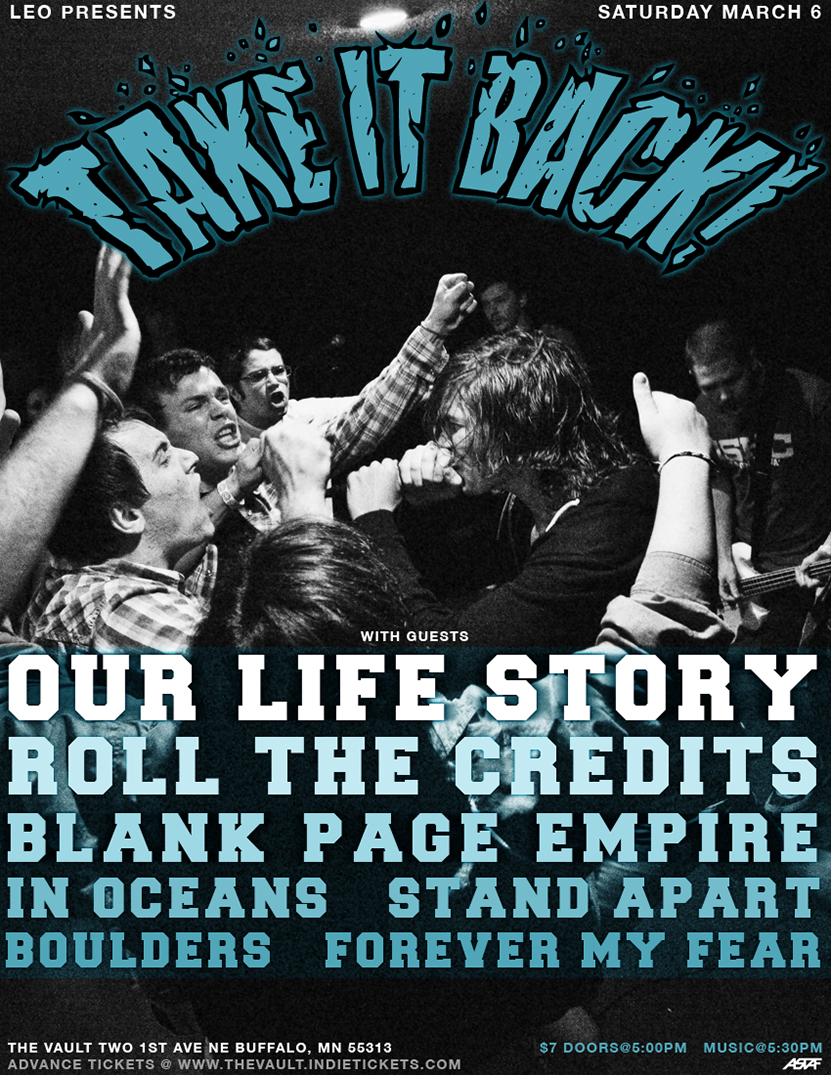 LEO PRESENTS
SATURDAY MARCH 6
TAKE IT BACK!
WITH GUESTS
OUR LIFE STORY
ROLL THE CREDITS
BLANK PAGE EMPIRE
IN OCEANS STAND APART
BOULDERS FOREVER MY FEAR
THE VAULT TWO 1ST AVE NE BUFFALO, MN 55313
$7 DOORS@5:00PM MUSIC@5:30PM
ADVANCE TICKETS @ WWW.THEVAULT.INDIETICKETS.COM